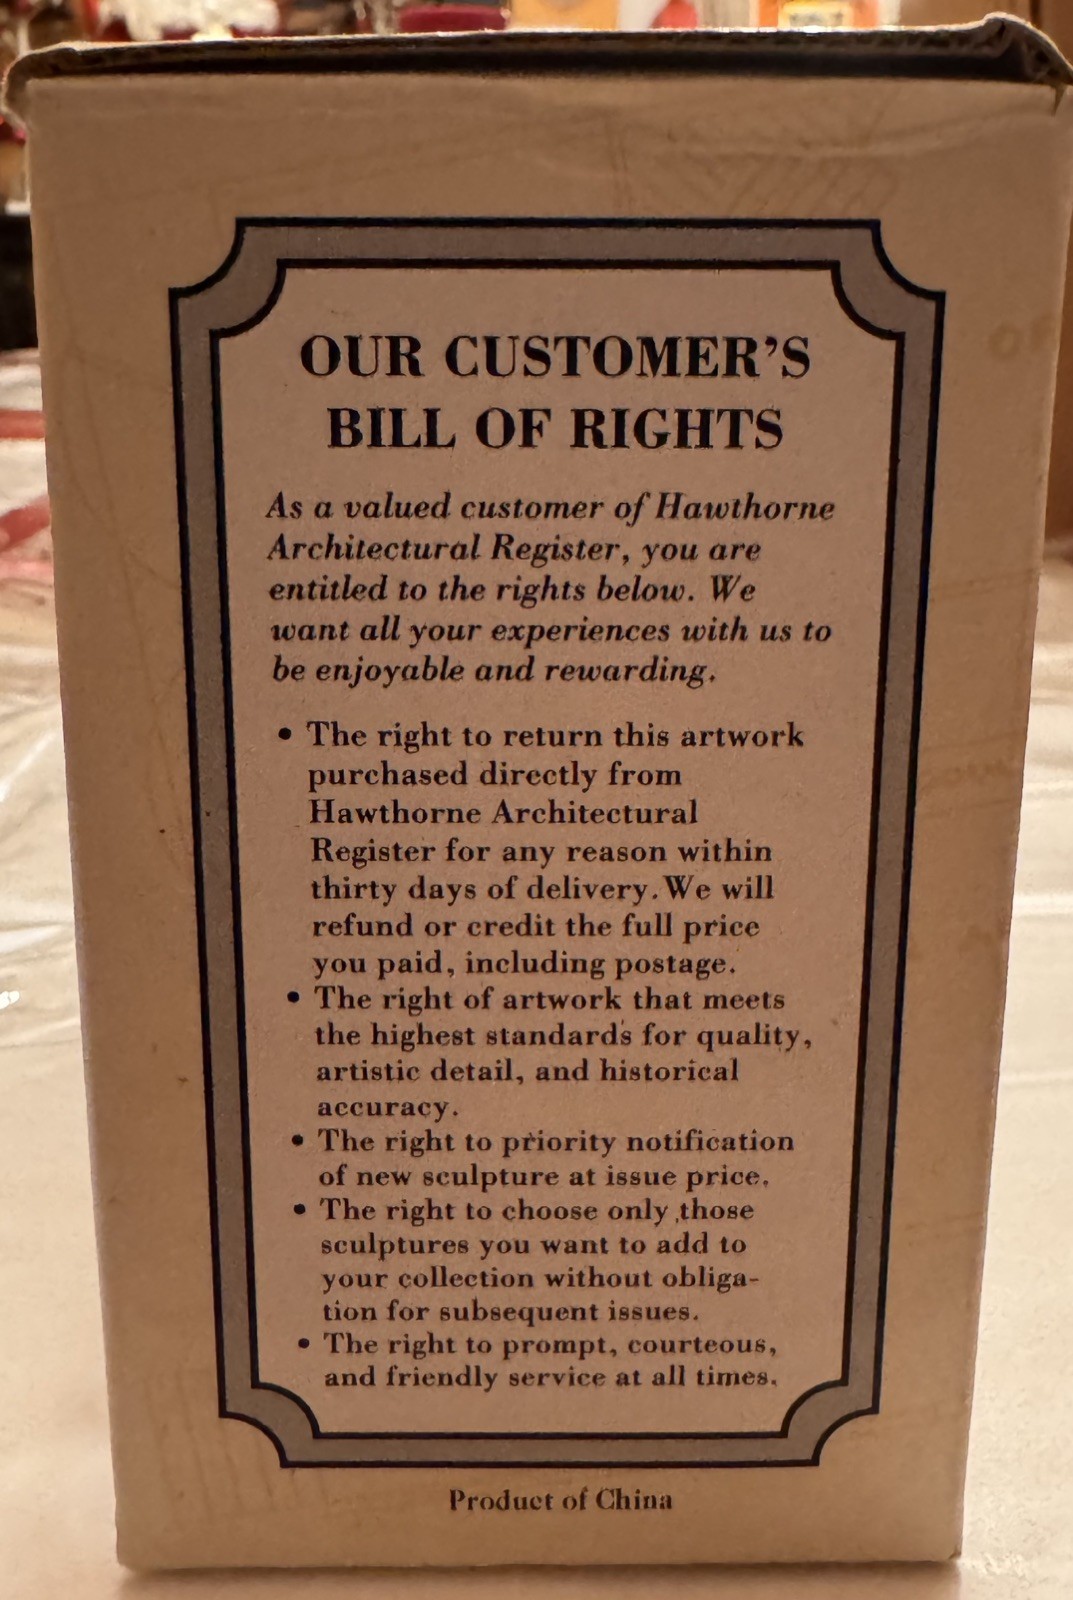 OUR CUSTOMER'S
BILL OF RIGHTS
As a valued customer of Hawthorne
Architectural Register, you are
entitled to the rights below. We
want all your experiences with us to
be enjoyable and rewarding.
• The right to return this artwork
purchased directly from
Hawthorne Architectural
Register for any reason within
thirty days of delivery. We will
refund or credit the full price
you paid, including postage.
• The right of artwork that meets
the highest standards for quality,
artistic detail, and historical
accuracy.
• The right to priority notification
of new sculpture at issue price.
• The right to choose only those
sculptures you want to add to
your collection without obliga-
tion for subsequent issues.
• The right to prompt, courteous,
and friendly service at all times.
Product of China